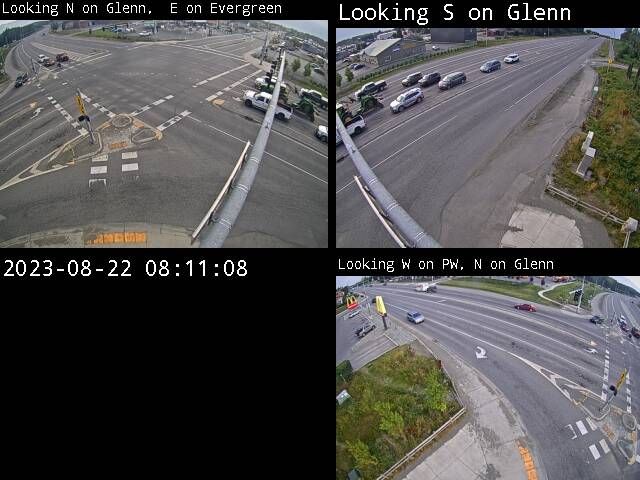 Looking N on Glenn,  E on Evergreen
Looking S on Glenn
2023-08-22 08:11:08
Looking W on PW, N on Glenn